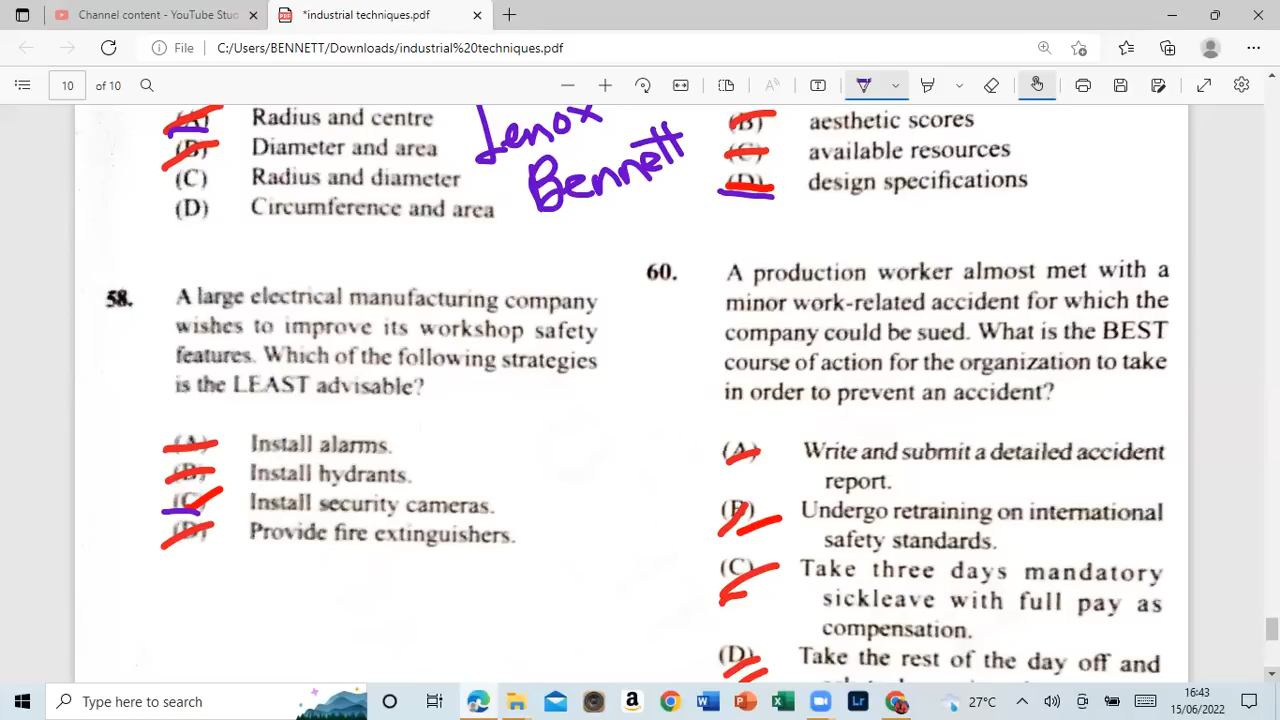 Channel content - YouTube Stu
*industrial techniques.pdf
File
C:/Users/BENNETT/Downloads/industrial%20techniques.pdf
10
of 10
(A) Radius and centre
(B) Diameter and area
(C) Radius and diameter
(D) Circumference and area
Lenox
Bennett
58. A large electrical manufacturing company
wishes to improve its workshop safety
features. Which of the following strategies
is the LEAST advisable?
(A) Install alarms.
(B) Install hydrants.
(C) Install security cameras.
(D) Provide fire extinguishers.
(B) aesthetic scores
(C) available resources
(D) design specifications
60. A production worker almost met with a
minor work-related accident for which the
company could be sued. What is the BEST
course of action for the organization to take
in order to prevent an accident?
(A) Write and submit a detailed accident
report.
(B) Undergo retraining on international
safety standards.
(C) Take three days mandatory
sickleave with full pay as
compensation.
(D) Take the rest of the day off and
Type here to search
27°C
16:43
15/06/2022